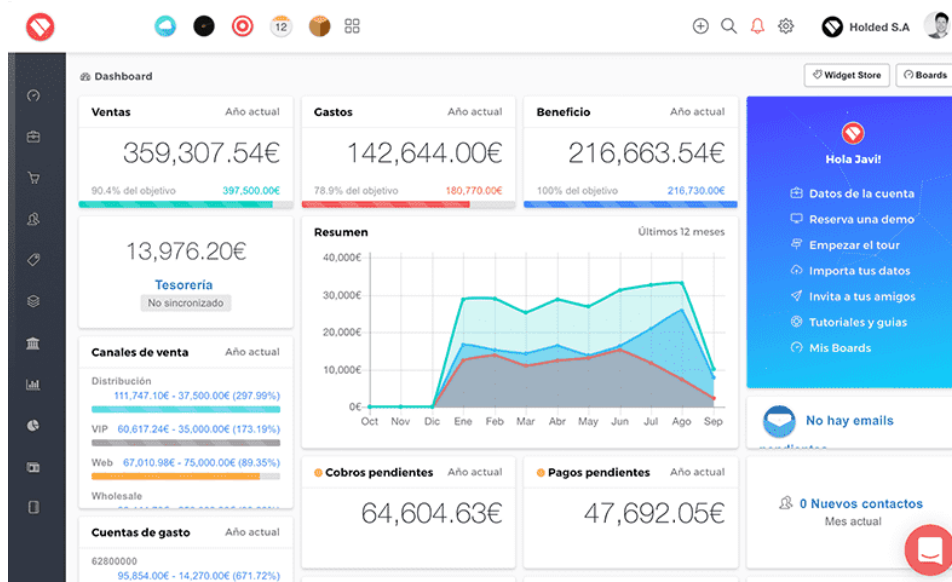 12
Holded S.A
Dashboard
Widget Store
Boards
Ventas
Año actual
359,307.54€
90.4% del objetivo
397,500.00€
Gastos
Año actual
142,644.00€
78.9% del objetivo
180,770.00€
Beneficio
Año actual
216,663.54€
100% del objetivo
216,730.00€
Hola Javi!
Datos de la cuenta
Reserva una demo
Empezar el tour
Importa tus datos
Invita a tus amigos
Tutoriales y guias
Mis Boards
13,976.20€
Tesorería
No sincronizado
Resumen
Últimos 12 meses
40,000€
30,000€
20,000€
10,000€
0€
Oct Nov Dic Ene Feb Mar Abr May Jun Jul Ago Sep
Canales de venta
Año actual
Distribución
111,747.10€ - 37,500.00€ (297.99%)
VIP 60,617.24€ - 35,000.00€ (173.19%)
Web 67,010.98€ - 75,000.00€ (89.35%)
Wholesale
No hay emails
pendientes
Cobros pendientes
Año actual
64,604.63€
Pagos pendientes
Año actual
47,692.05€
0 Nuevos contactos
Mes actual
Cuentas de gasto
Año actual
62800000
95,854.00€ - 14,270.00€ (671.72%)